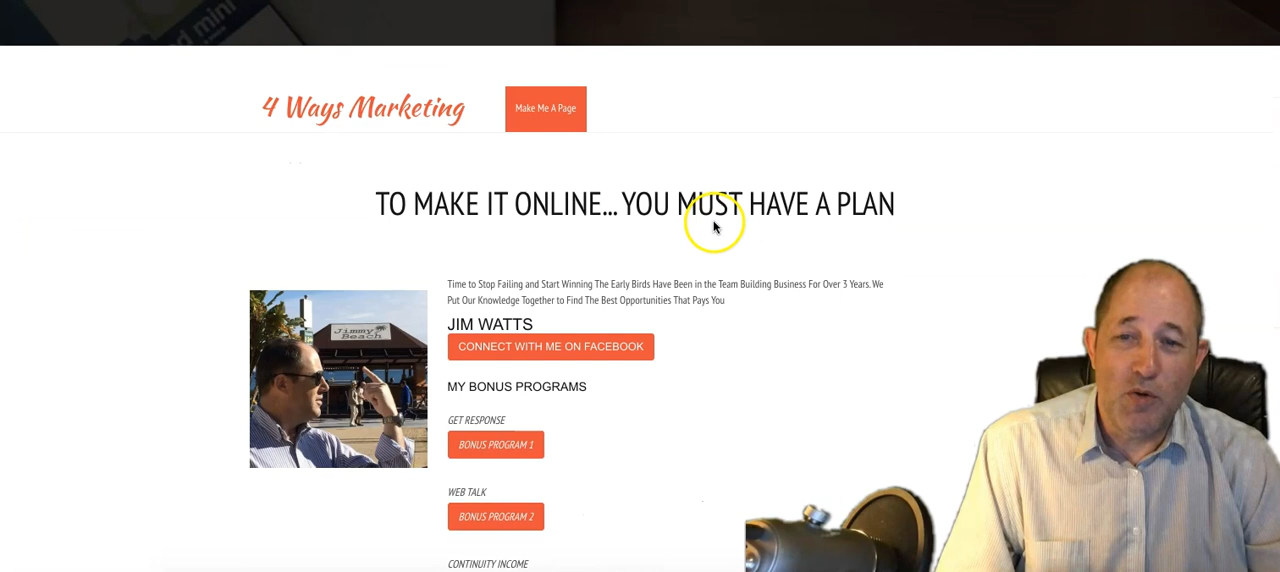 d mini
4 Ways Marketing
Make Me A Page
TO MAKE IT ONLINE... YOU MUST HAVE A PLAN
Time to Stop Failing and Start Winning The Early Birds Have Been in the Team Building Business For Over 3 Years. We
Put Our Knowledge Together to Find The Best Opportunities That Pays You
JIM WATTS
CONNECT WITH ME ON FACEBOOK
Jimmy
Beach
MY BONUS PROGRAMS
GET RESPONSE
BONUS PROGRAM 1
WEB TALK
BONUS PROGRAM 2
CONTINUITY INCOME